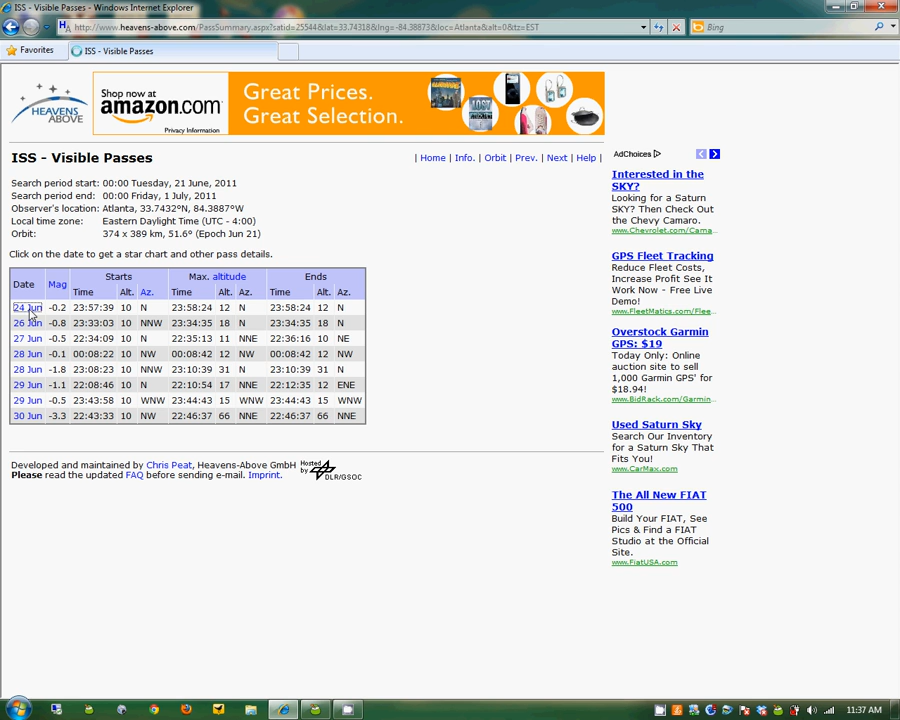 ISS - Visible Passes - Windows Internet Explorer
http://www.heavens-above.com/PassSummary.aspx?satid=25544&lat=33.74318&lng=-84.38873&loc=Atlanta&alt=0&tz=EST
Bing
Favorites
ISS - Visible Passes
HEAVENS ABOVE
Shop now at
amazon.com
Privacy Information
Great Prices.
Great Selection.
ISS - Visible Passes
| Home | Info. | Orbit | Prev. | Next | Help |
Search period start: 00:00 Tuesday, 21 June, 2011
Search period end: 00:00 Friday, 1 July, 2011
Observer's location: Atlanta, 33.7432°N, 84.3887°W
Local time zone: Eastern Daylight Time (UTC - 4:00)
Orbit: 374 x 389 km, 51.6° (Epoch Jun 21)
Click on the date to get a star chart and other pass details.
Date Mag Starts Max. altitude Ends
Time Alt. Az. Time Alt. Az. Time Alt. Az.
24 Jun -0.2 23:57:39 10 N 23:58:24 12 N 23:58:24 12 N
26 Jun -0.8 23:33:03 10 NNW 23:34:35 18 N 23:34:35 18 N
27 Jun -0.5 22:34:09 10 N 22:35:13 11 NNE 22:36:16 10 NE
28 Jun -0.1 00:08:22 10 NW 00:08:42 12 NW 00:08:42 12 NW
28 Jun -1.8 23:08:23 10 NNW 23:10:39 31 N 23:10:39 31 N
29 Jun -1.1 22:08:46 10 N 22:10:54 17 NNE 22:12:35 12 ENE
29 Jun -0.5 23:43:58 10 WNW 23:44:43 15 WNW 23:44:43 15 WNW
30 Jun -3.3 22:43:33 10 NW 22:46:37 66 NNE 22:46:37 66 NNE
Developed and maintained by Chris Peat, Heavens-Above GmbH
Please read the updated FAQ before sending e-mail. Imprint.
Hosted by
DLR/GSOC
AdChoices
Interested in the
SKY?
Looking for a Saturn
SKY? Then Check Out
the Chevy Camaro.
www.Chevrolet.com/Cama...
GPS Fleet Tracking
Reduce Fleet Costs,
Increase Profit See It
Work Now - Free Live
Demo!
www.FleetMatics.com/Flee...
Overstock Garmin
GPS: $19
Today Only: Online
auction site to sell
1,000 Garmin GPS' for
$18.94!
www.BidRack.com/Garmin...
Used Saturn Sky
Search Our Inventory
for a Saturn Sky That
Fits You!
www.CarMax.com
The All New FIAT
500
Build Your FIAT, See
Pics & Find a FIAT
Studio at the Official
Site.
www.FiatUSA.com
11:37 AM